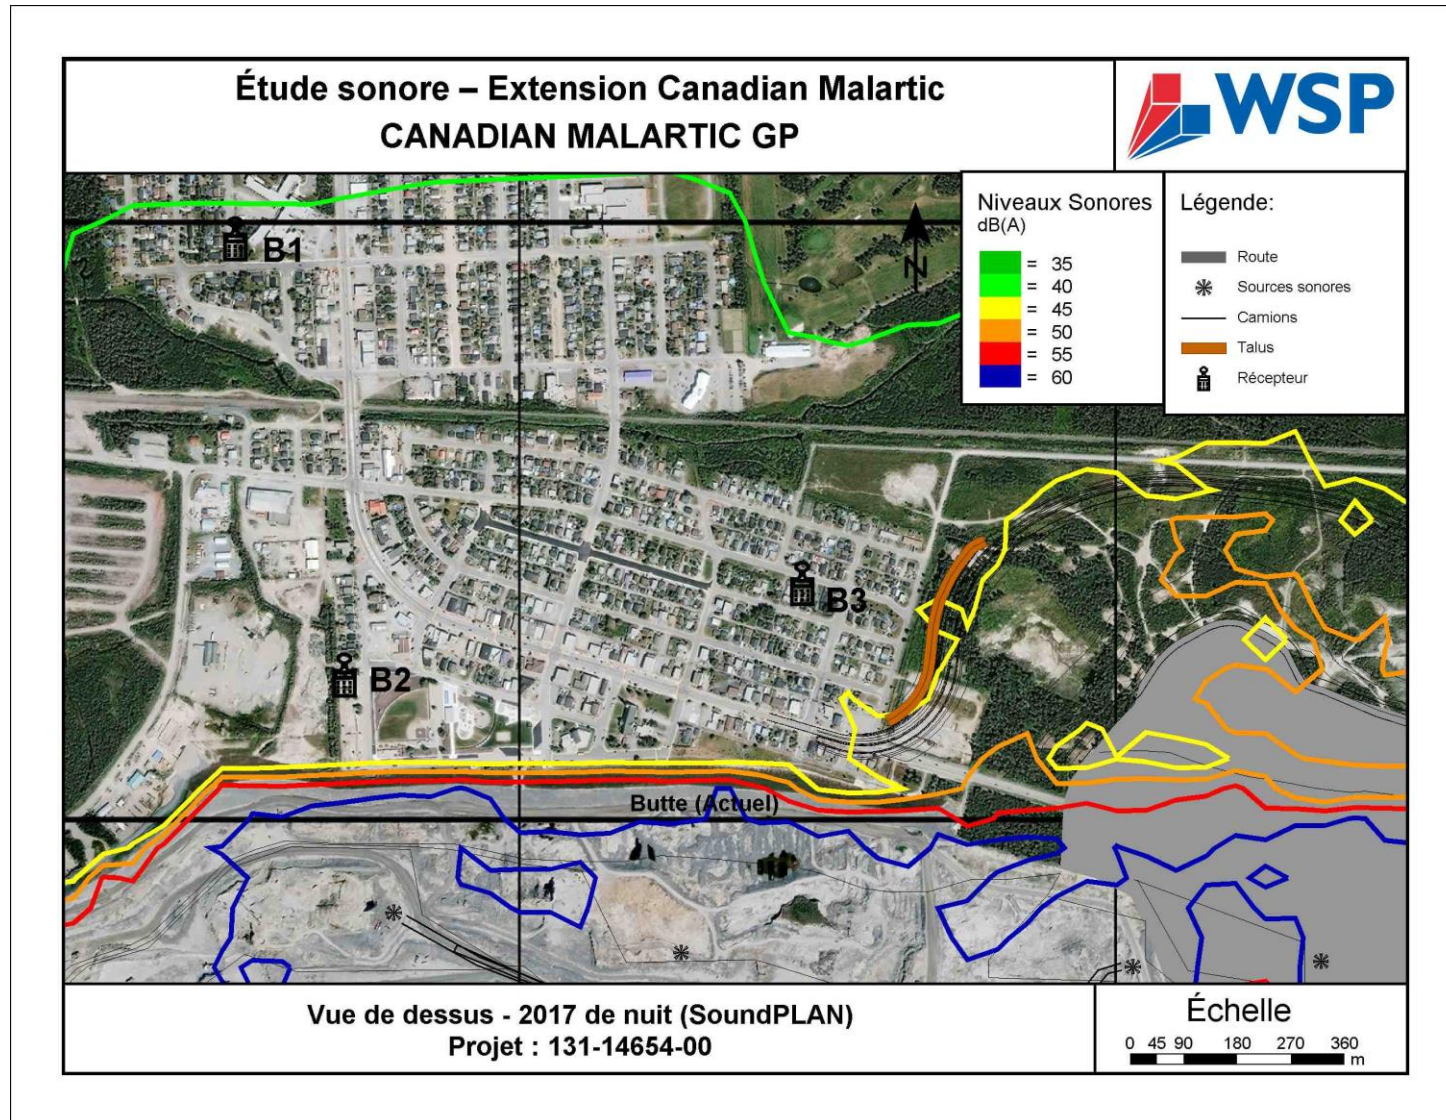 Étude sonore – Extension Canadian Malartic
CANADIAN MALARTIC GP
WSP
Niveaux Sonores
dB(A)
= 35
= 40
= 45
= 50
= 55
= 60
Légende:
Route
Sources sonores
Camions
Talus
Récepteur
N
B1
B2
B3
Butte (Actuel)
Vue de dessus - 2017 de nuit (SoundPLAN)
Projet : 131-14654-00
Échelle
0 45 90 180 270 360
m